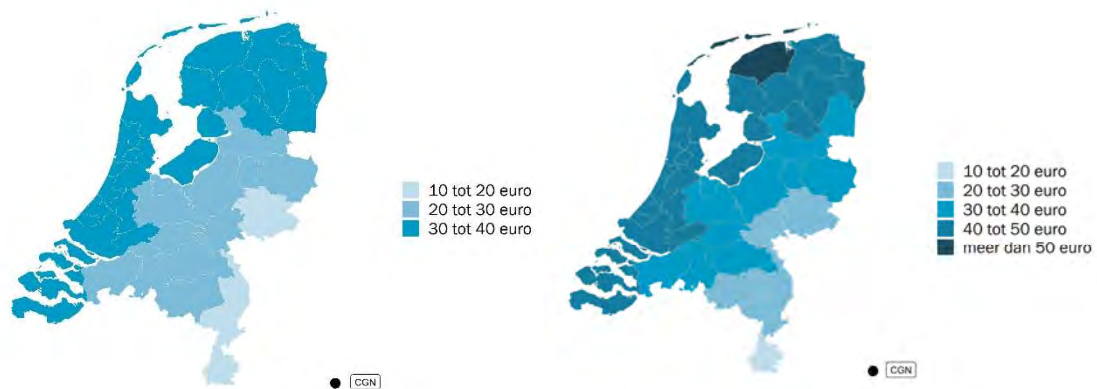 10 tot 20 euro
20 tot 30 euro
30 tot 40 euro
CGN
10 tot 20 euro
20 tot 30 euro
30 tot 40 euro
40 tot 50 euro
meer dan 50 euro
CGN